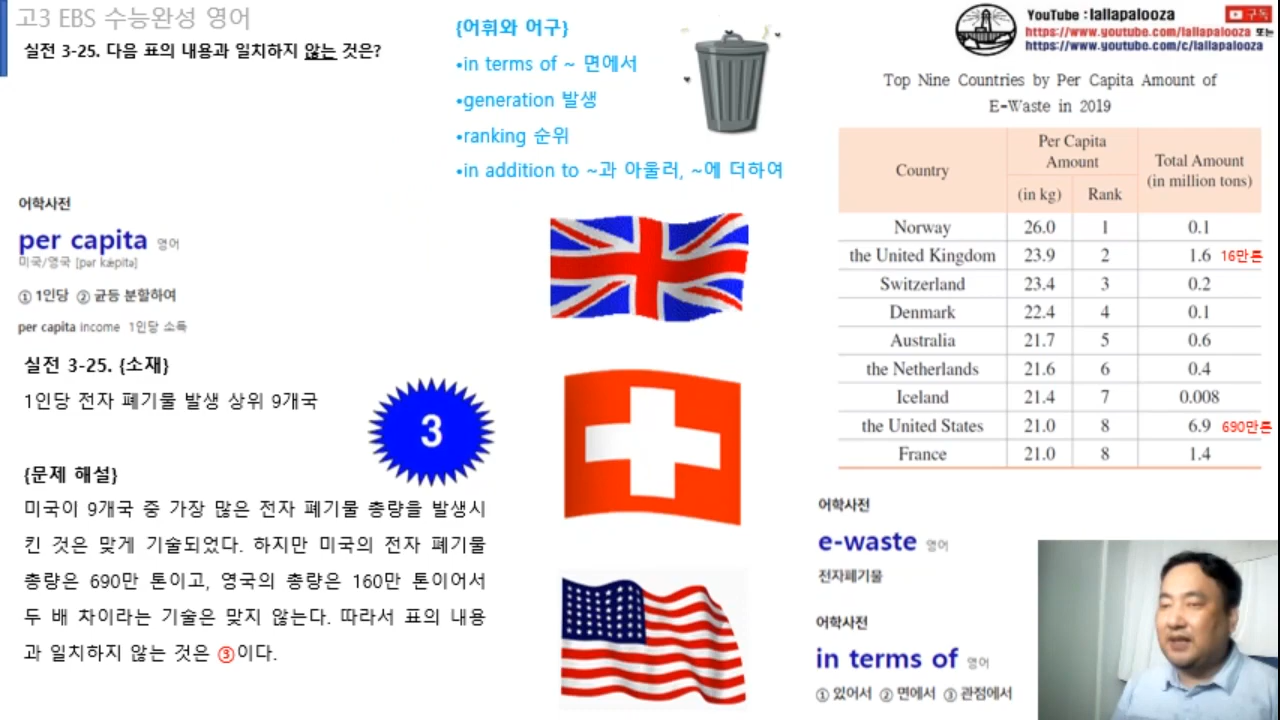 고3 EBS 수능완성 영어
실전 3-25. 다음 표의 내용과 일치하지 않는 것은?
{어휘와 어구}
•in terms of ~ 면에서
•generation 발생
•ranking 순위
•in addition to ~과 아울러, ~에 더하여
어학사전
per capita 영어
미국/영국 [pər kǽpitə]
① 1인당 ② 균등 분할하여
per capita income 1인당 소득
실전 3-25. {소재}
1인당 전자 폐기물 발생 상위 9개국
3
{문제 해설}
미국이 9개국 중 가장 많은 전자 폐기물 총량을 발생시
킨 것은 맞게 기술되었다. 하지만 미국의 전자 폐기물
총량은 690만 톤이고, 영국의 총량은 160만 톤이어서
두 배 차이라는 기술은 맞지 않는다. 따라서 표의 내용
과 일치하지 않는 것은 ③이다.
YouTube : lallapalooza
구독
https://www.youtube.com/lallapalooza 또는
https://www.youtube.com/c/lallapalooza
Top Nine Countries by Per Capita Amount of
E-Waste in 2019
Country Per Capita Amount Total Amount (in million tons)
(in kg) Rank
Norway 26.0 1 0.1
the United Kingdom 23.9 2 1.6 16만톤
Switzerland 23.4 3 0.2
Denmark 22.4 4 0.1
Australia 21.7 5 0.6
the Netherlands 21.6 6 0.4
Iceland 21.4 7 0.008
the United States 21.0 8 6.9 690만톤
France 21.0 8 1.4
어학사전
e-waste 영어
전자폐기물
어학사전
in terms of 영어
① 있어서 ② 면에서 ③ 관점에서